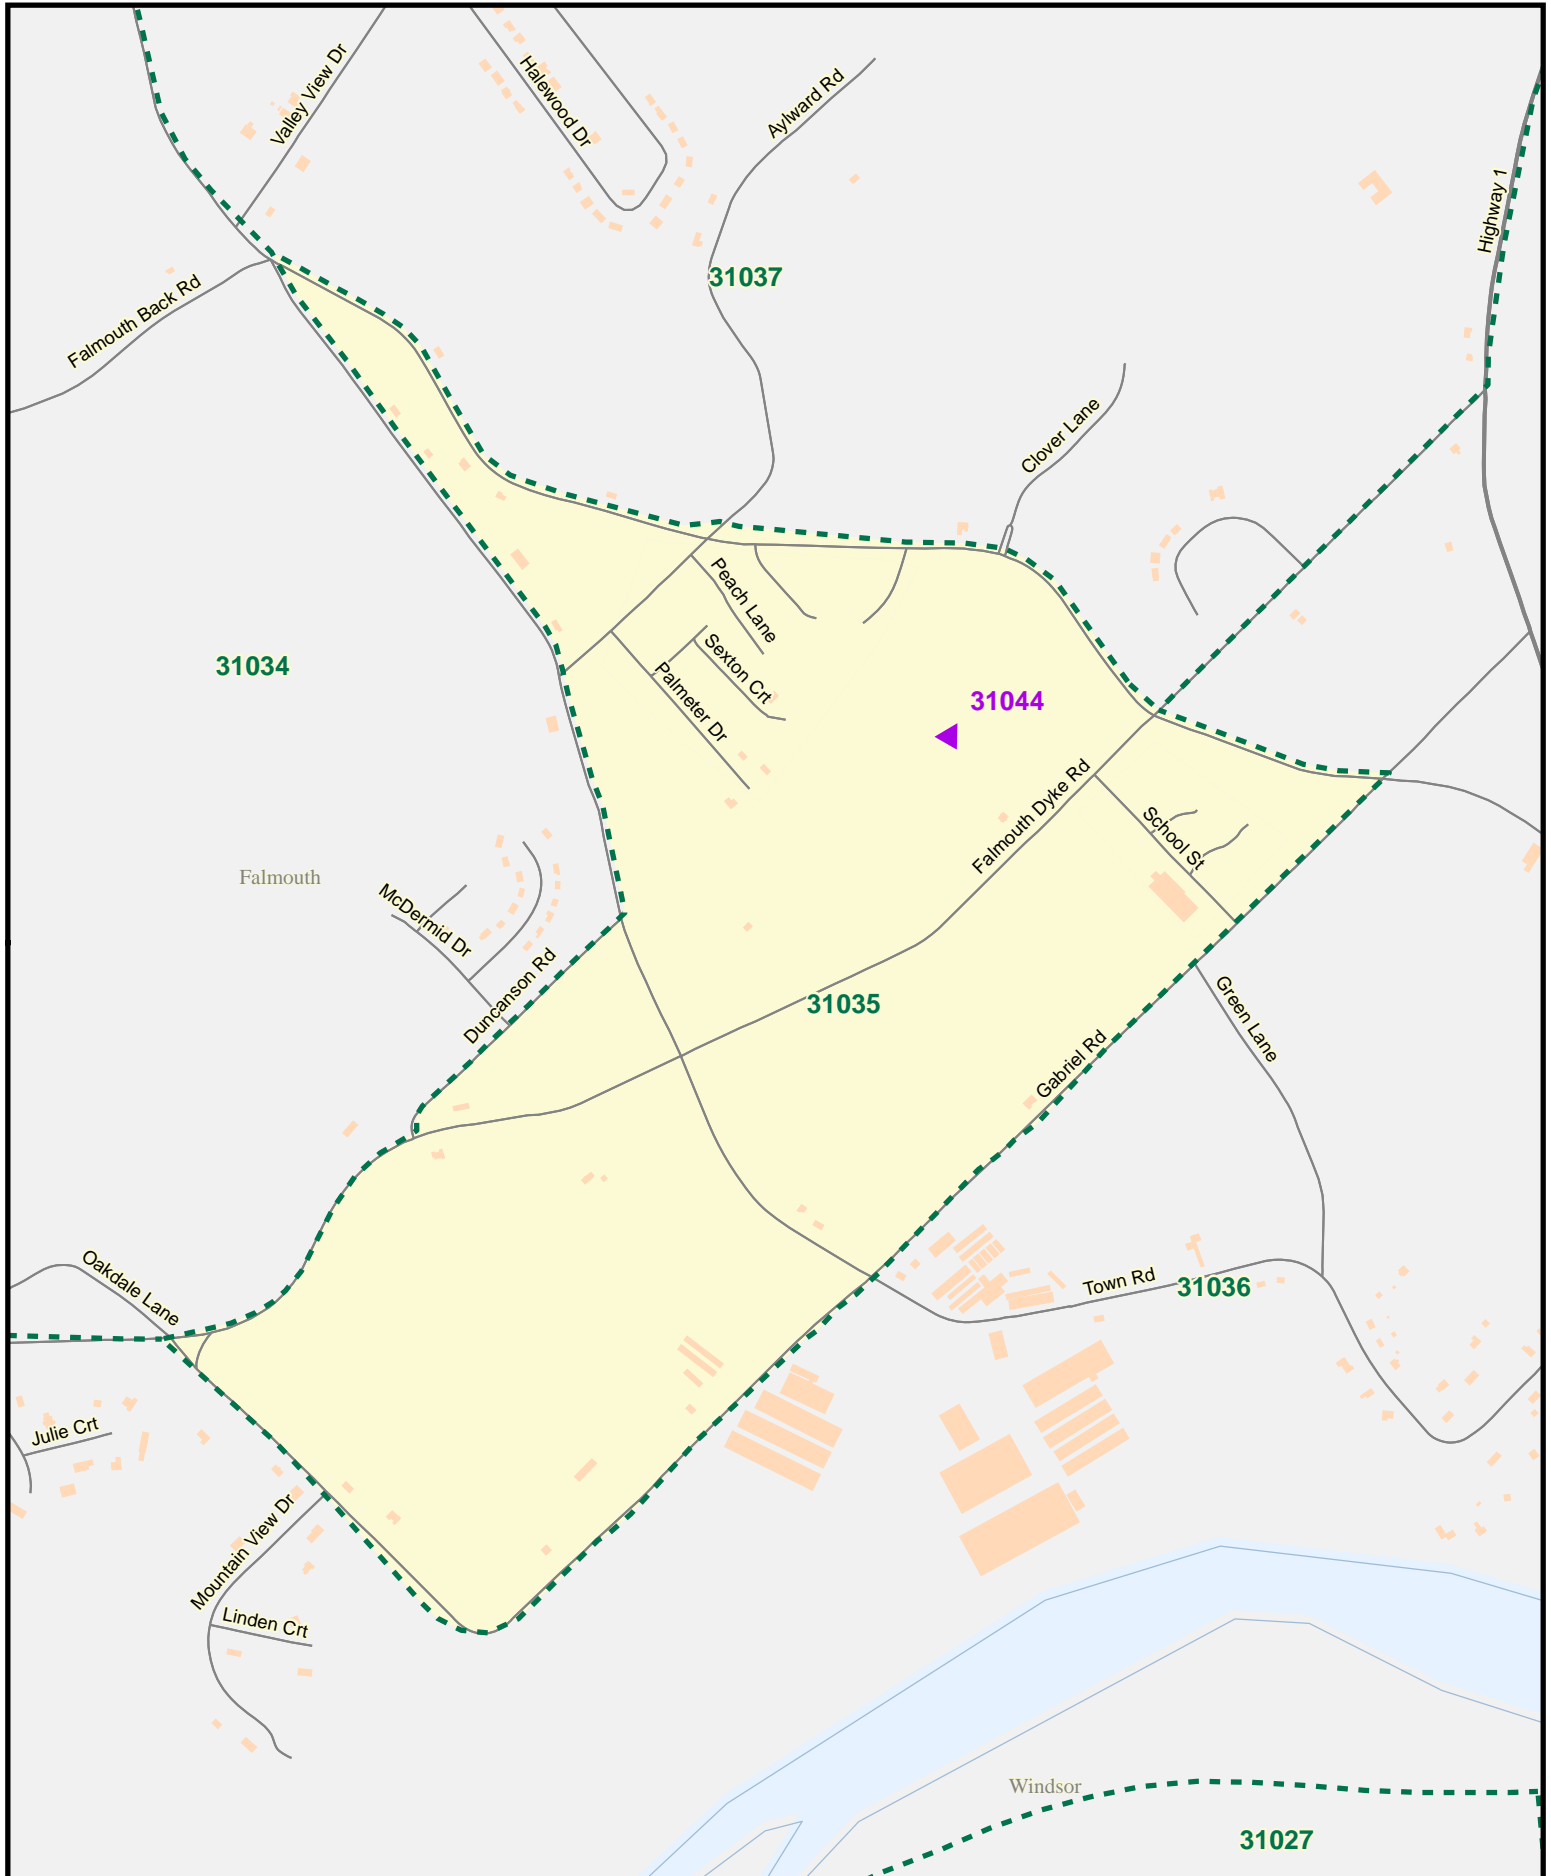 Valley View Dr
Halewood Dr
Aylward Rd
Highway 1
31037
Falmouth Back Rd
Clover Lane
Peach Lane
31034
Sexton Crt
Palmeter Dr
31044
Falmouth Dyke Rd
School St
Falmouth
McDermid Dr
Duncanson Rd
31035
Green Lane
Gabriel Rd
Oakdale Lane
Town Rd
31036
Julie Crt
Mountain View Dr
Linden Crt
Windsor
31027